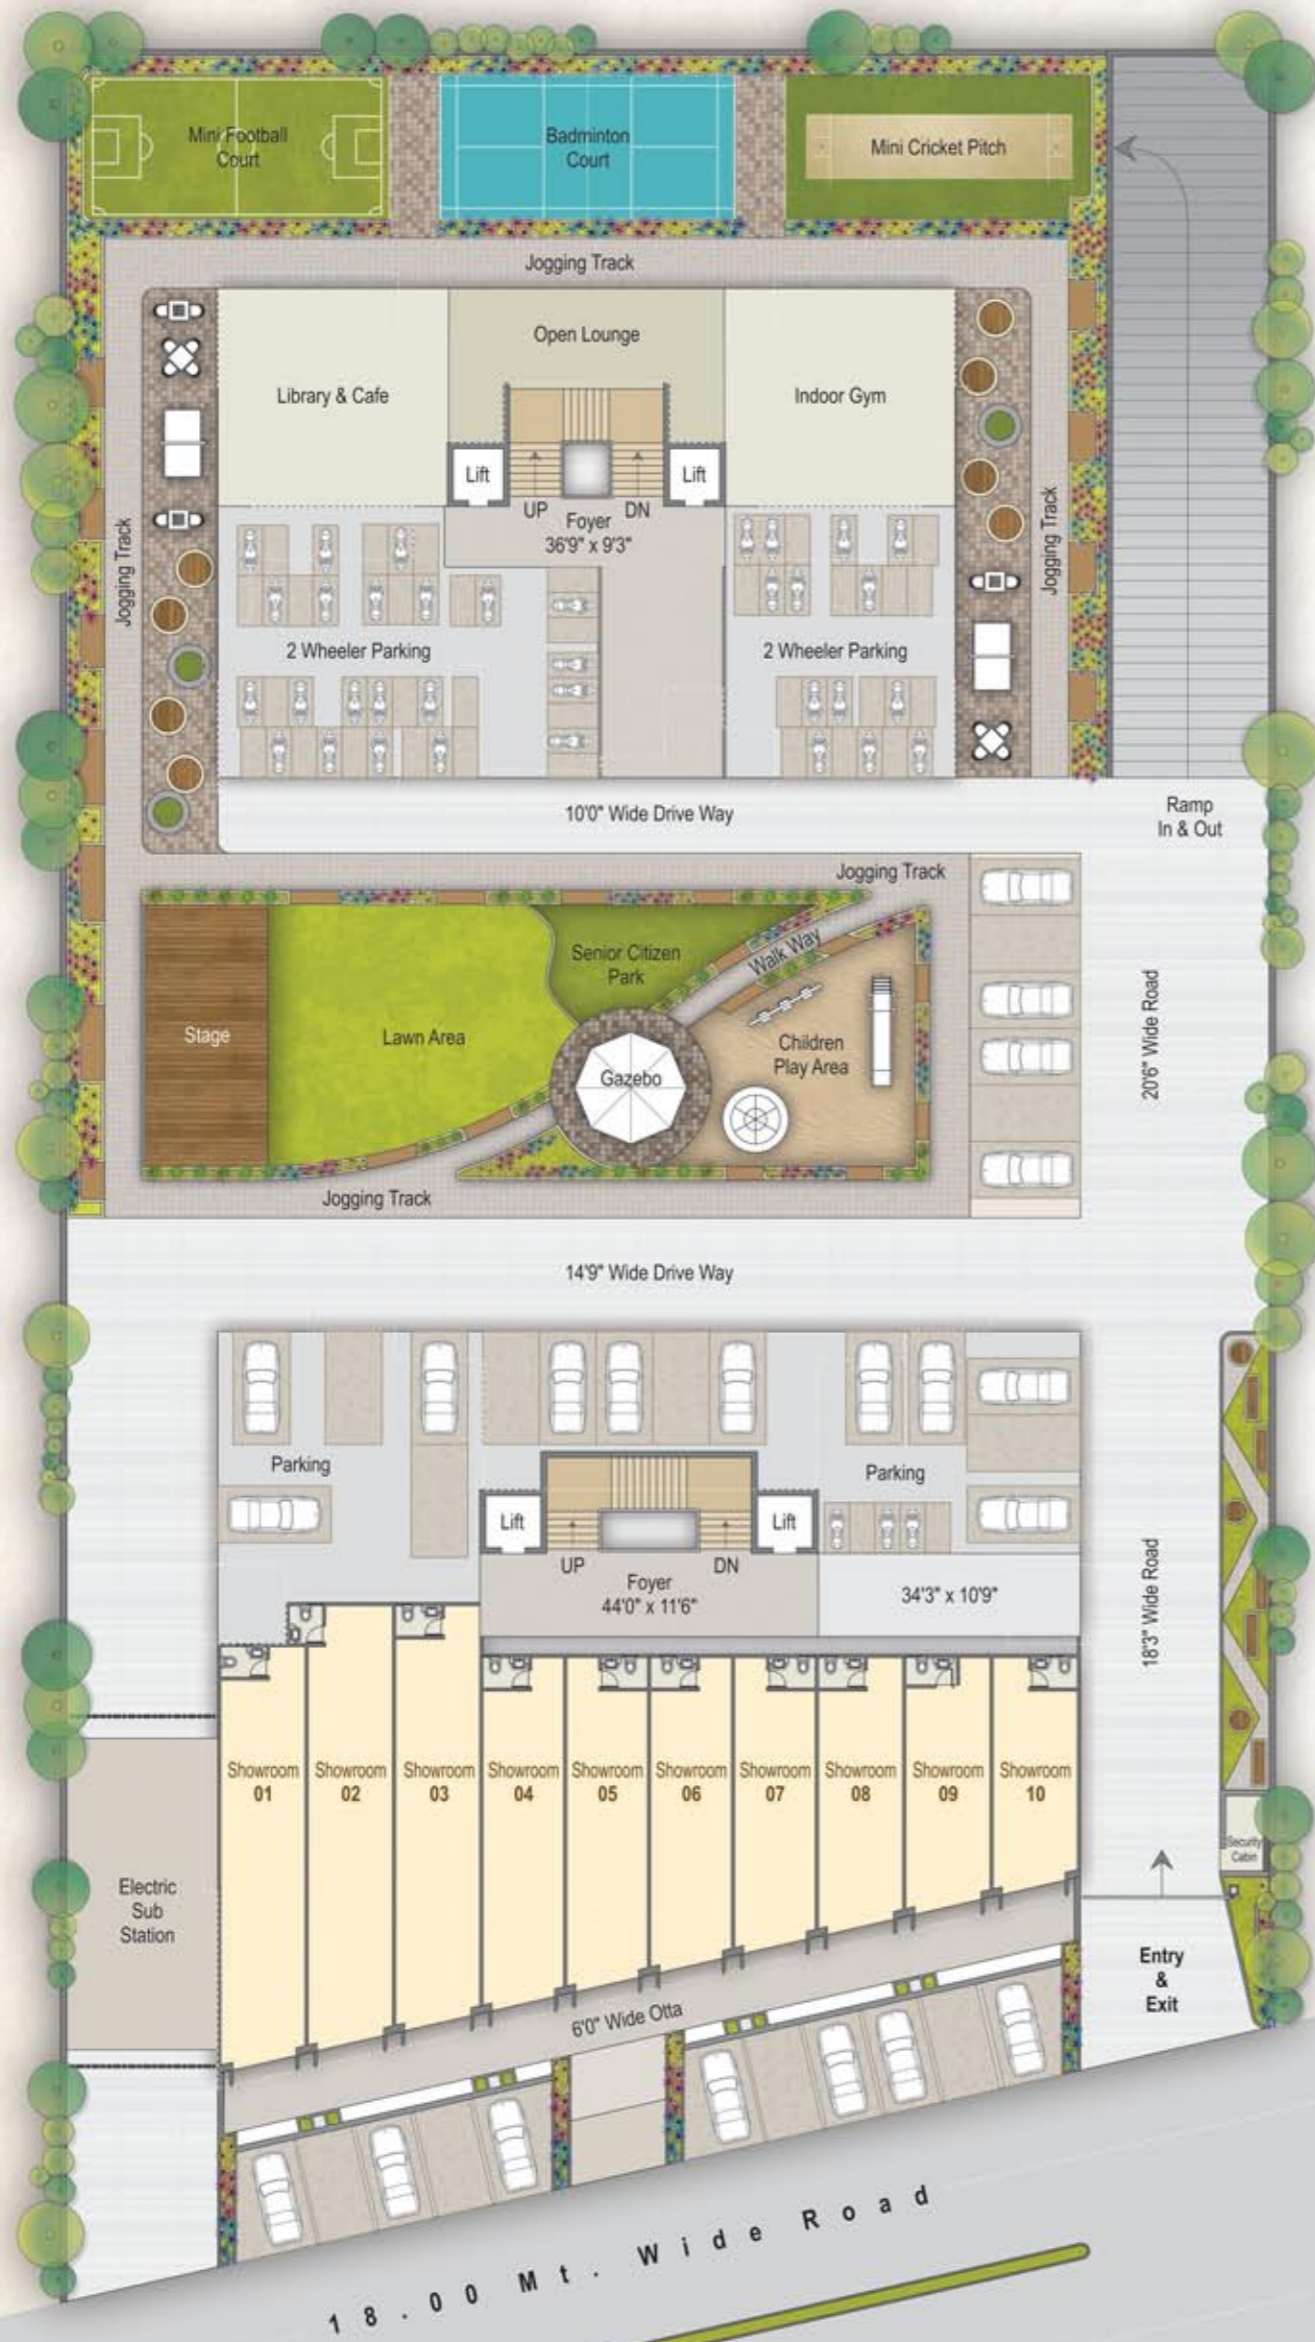 Mini Football
Court
Badminton
Court
Mini Cricket Pitch
Jogging Track
Open Lounge
Library & Cafe
Indoor Gym
Lift
Lift
UP
DN
Foyer
36'9" x 9'3"
Jogging Track
Jogging Track
2 Wheeler Parking
2 Wheeler Parking
10'0" Wide Drive Way
Ramp
In & Out
Jogging Track
Senior Citizen
Park
Walk Way
Stage
Lawn Area
Children
Play Area
Gazebo
20'6" Wide Road
Jogging Track
14'9" Wide Drive Way
Parking
Parking
Lift
Lift
UP
DN
Foyer
44'0" x 11'6"
34'3" x 10'9"
18'3" Wide Road
Showroom
01
Showroom
02
Showroom
03
Showroom
04
Showroom
05
Showroom
06
Showroom
07
Showroom
08
Showroom
09
Showroom
10
Security
Cabin
Electric
Sub
Station
Entry
&
Exit
6'0" Wide Otta
18.00 Mt. Wide Road